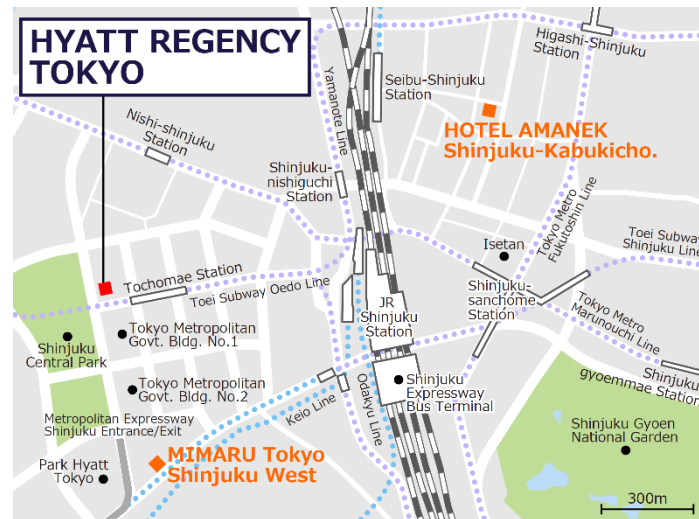 HYATT REGENCY
TOKYO
Higashi-Shinjuku
Station
Seibu-Shinjuku
Station
Yamanote Line
Nishi-shinjuku
Station
HOTEL AMANEK
Shinjuku-Kabukicho.
Shinjuku-
nishiguchi
Station
Tokyo Metro
Fukutoshin Line
Isetan
Toei Subway
Shinjuku Line
Tochomae Station
Toei Subway Oedo Line
JR
Shinjuku
Station
Shinjuku-
sanchome
Station
Tokyo Metro
Marunouchi Line
Shinjuku
Central Park
Tokyo Metropolitan
Govt. Bldg. No.1
Tokyo Metropolitan
Govt. Bldg. No.2
Keio Line
Odakyu Line
Shinjuku
Expressway
Bus Terminal
Shinjuku
gyoemmae Station
Metropolitan Expressway
Shinjuku Entrance/Exit
Shinjuku Gyoen
National Garden
Park Hyatt
Tokyo
MIMARU Tokyo
Shinjuku West
300m